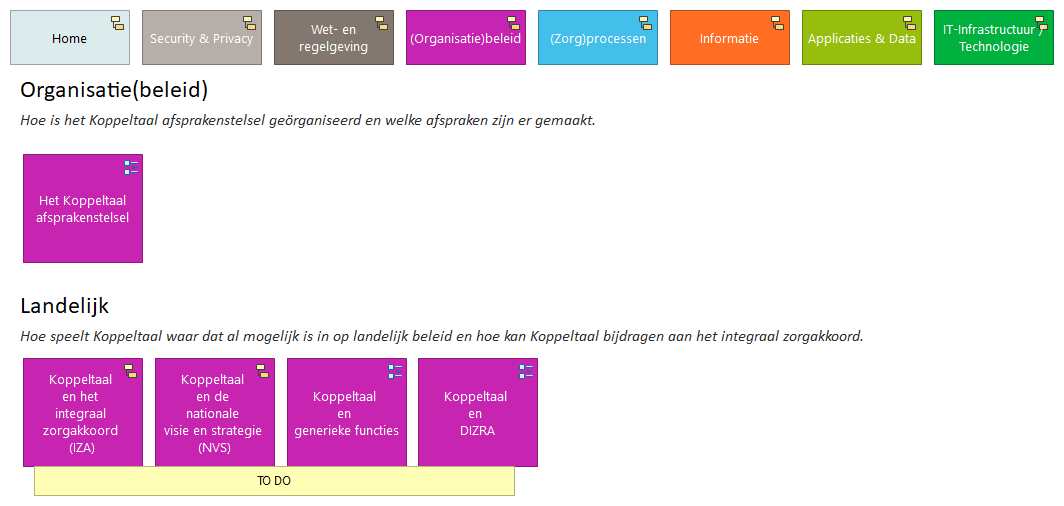 Home
Security & Privacy
Wet- en
regelgeving
(Organisatie)beleid
(Zorg)processen
Informatie
Applicaties & Data
IT-Infrastructuur /
Technologie
Organisatie(beleid)
Hoe is het Koppeltaal afsprakenstelsel geörganiseerd en welke afspraken zijn er gemaakt.
Het Koppeltaal
afsprakenstelsel
Landelijk
Hoe speelt Koppeltaal waar dat al mogelijk is in op landelijk beleid en hoe kan Koppeltaal bijdragen aan het integraal zorgakkoord.
Koppeltaal
en het
integraal
zorgakkoord
(IZA)
Koppeltaal
en de
nationale
visie en strategie
(NVS)
Koppeltaal
en
generieke functies
Koppeltaal
en
DIZRA
TO DO